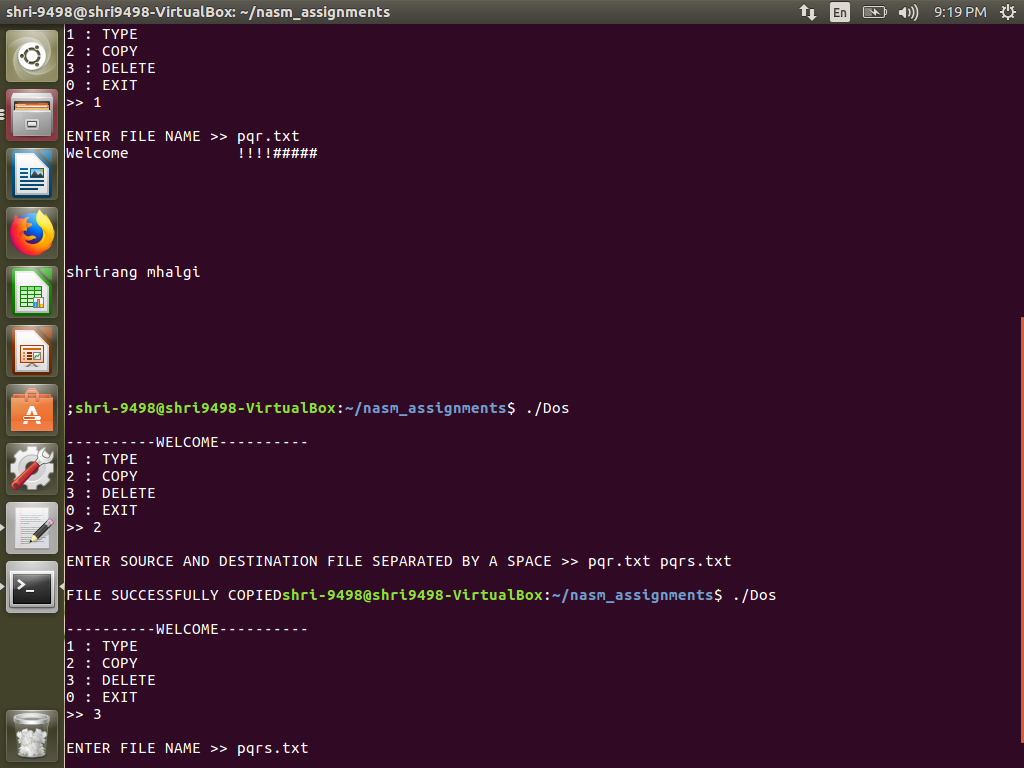 shri-9498@shri9498-VirtualBox: ~/nasm_assignments
En
9:19 PM
1 : TYPE
2 : COPY
3 : DELETE
0 : EXIT
>> 1
ENTER FILE NAME >> pqr.txt
Welcome            !!!!#####
shrirang mhalgi
;shri-9498@shri9498-VirtualBox:~/nasm_assignments$ ./Dos
----------WELCOME----------
1 : TYPE
2 : COPY
3 : DELETE
0 : EXIT
>> 2
ENTER SOURCE AND DESTINATION FILE SEPARATED BY A SPACE >> pqr.txt pqrs.txt
FILE SUCCESSFULLY COPIEDshri-9498@shri9498-VirtualBox:~/nasm_assignments$ ./Dos
----------WELCOME----------
1 : TYPE
2 : COPY
3 : DELETE
0 : EXIT
>> 3
ENTER FILE NAME >> pqrs.txt